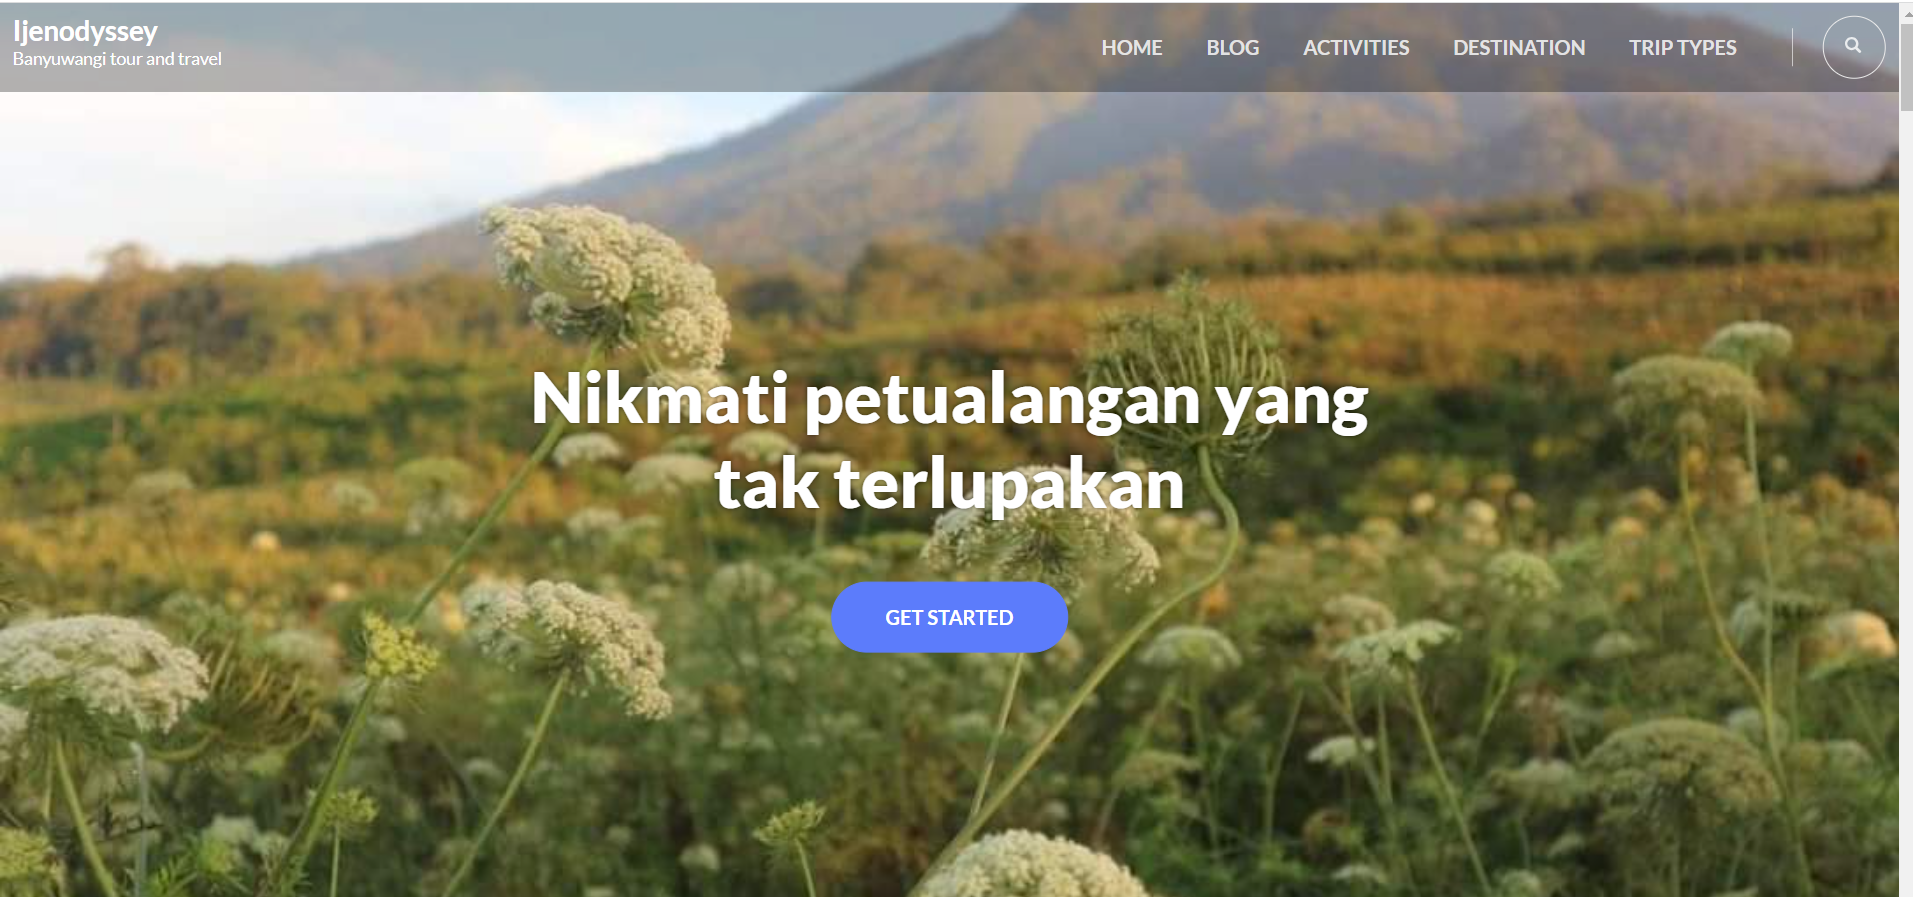 Ijenodyssey
Banyuwangi tour and travel
HOME BLOG ACTIVITIES DESTINATION TRIP TYPES
Nikmati petualangan yang
tak terlupakan
GET STARTED